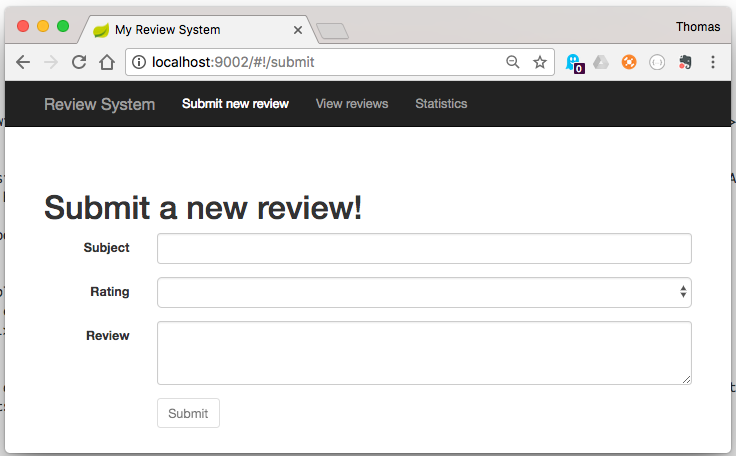 My Review System
Thomas
localhost:9002/#!/submit
0
Review System
Submit new review
View reviews
Statistics
Submit a new review!
Subject
Rating
Review
Submit